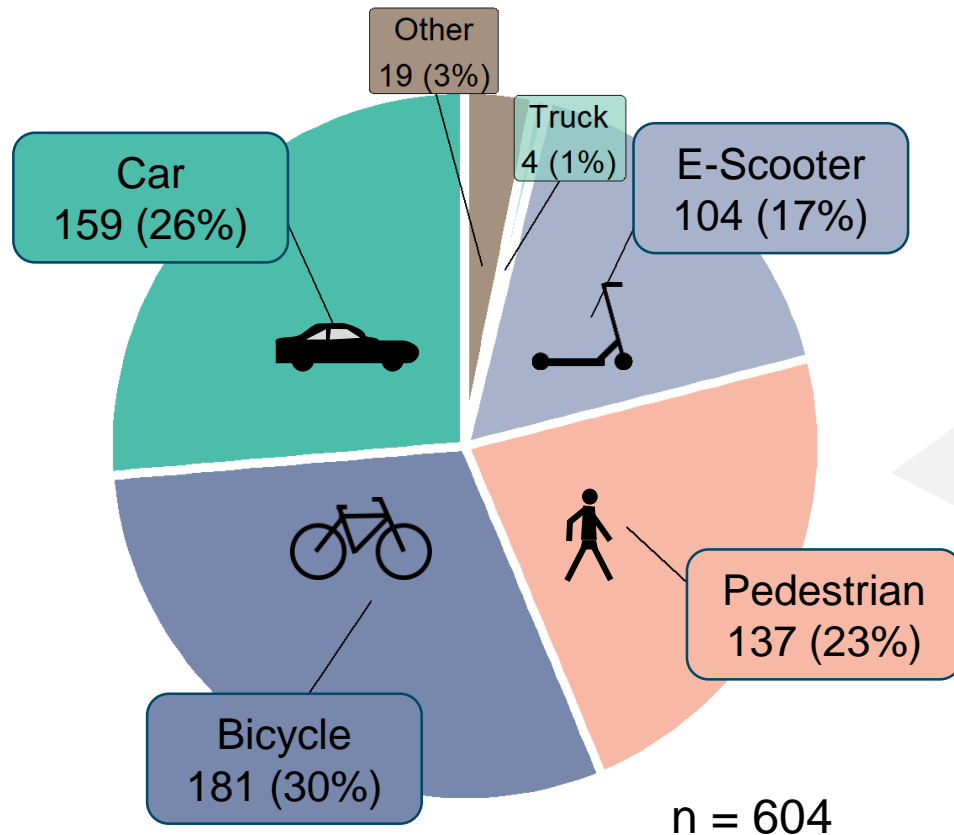 Other
19 (3%)
Truck
4 (1%)
E-Scooter
104 (17%)
Car
159 (26%)
Pedestrian
137 (23%)
Bicycle
181 (30%)
n = 604